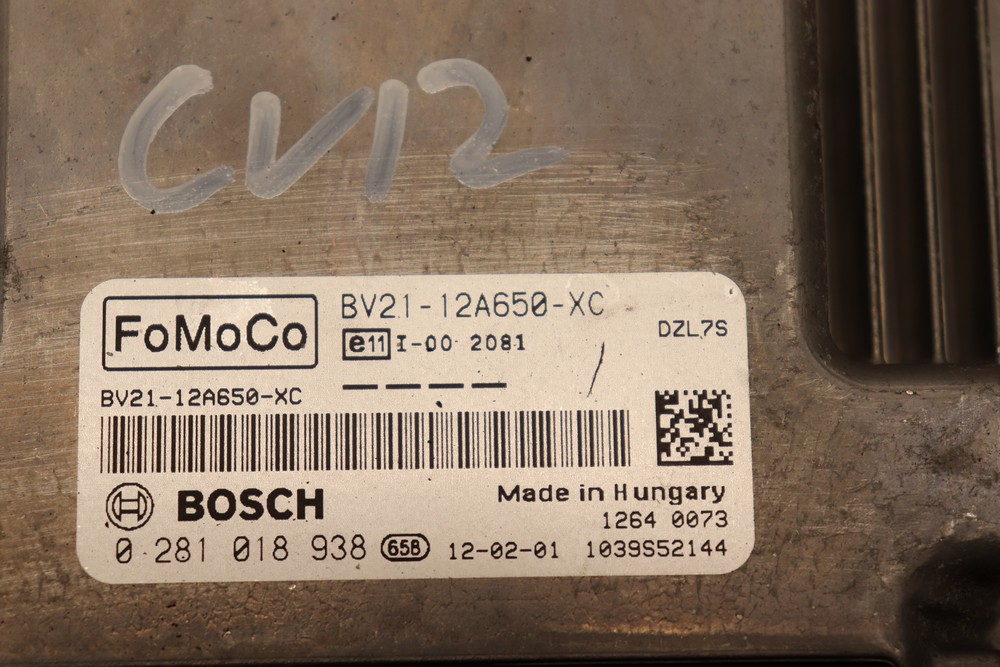 CV12
FoMoCo
BV21-12A650-XC
e11 I-00 2081
DZL7S
BV21-12A650-XC
BOSCH
Made in Hungary
1264 0073
0 281 018 938 658 12-02-01 1039S52144